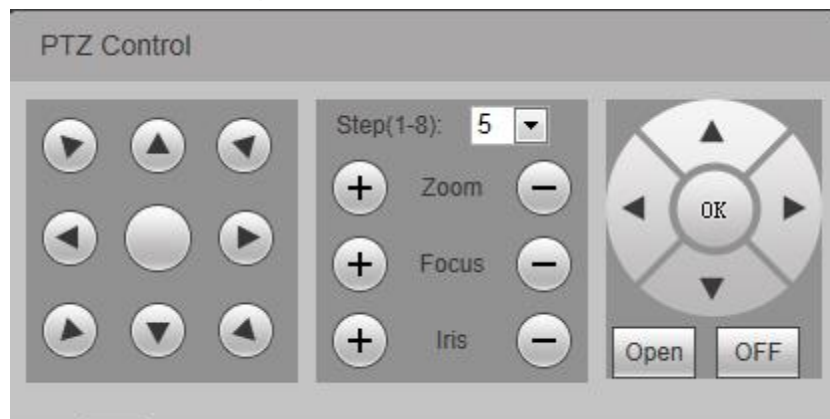 PTZ Control
Step(1-8): 5
+ Zoom −
+ Focus −
+ Iris −
OK
Open OFF